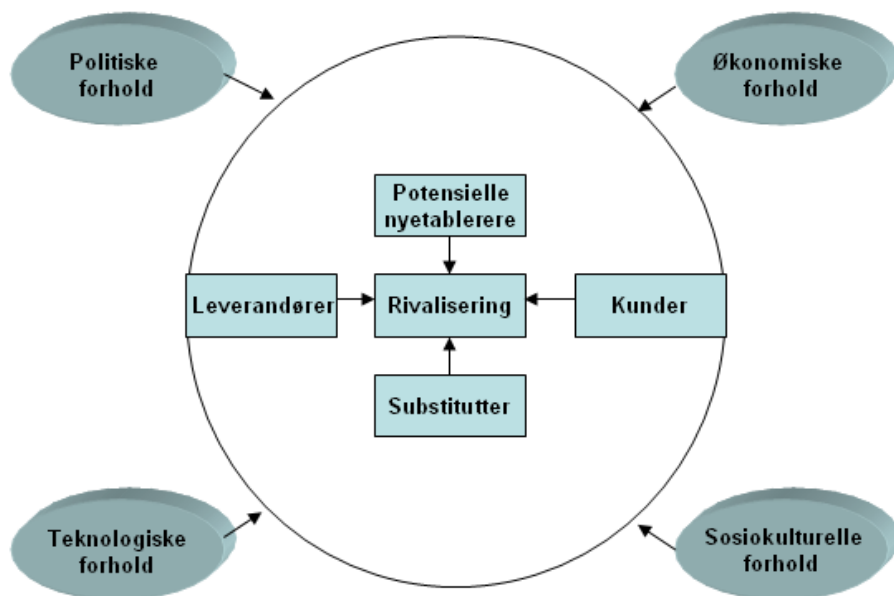 Politiske
forhold
Økonomiske
forhold
Potensielle
nyetablerere
Leverandører
Rivalisering
Kunder
Substitutter
Teknologiske
forhold
Sosiokulturelle
forhold